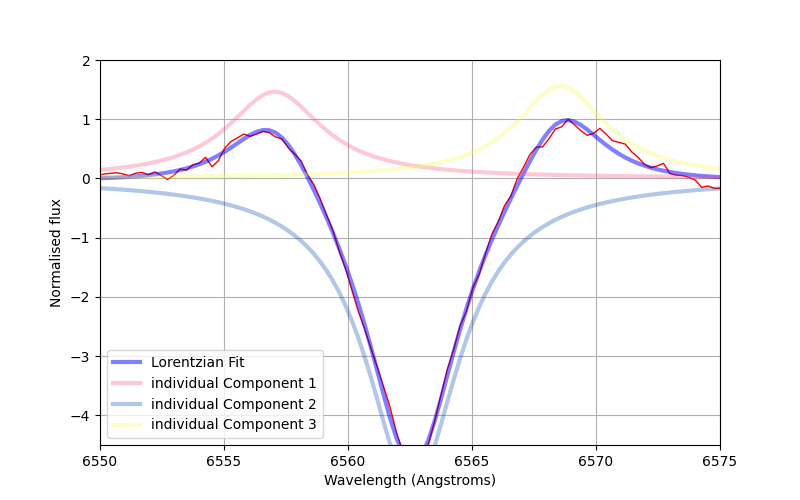 2
1
0
−1
−2
−3
−4
Normalised flux
Lorentzian Fit
individual Component 1
individual Component 2
individual Component 3
6550 6555 6560 6565 6570 6575
Wavelength (Angstroms)